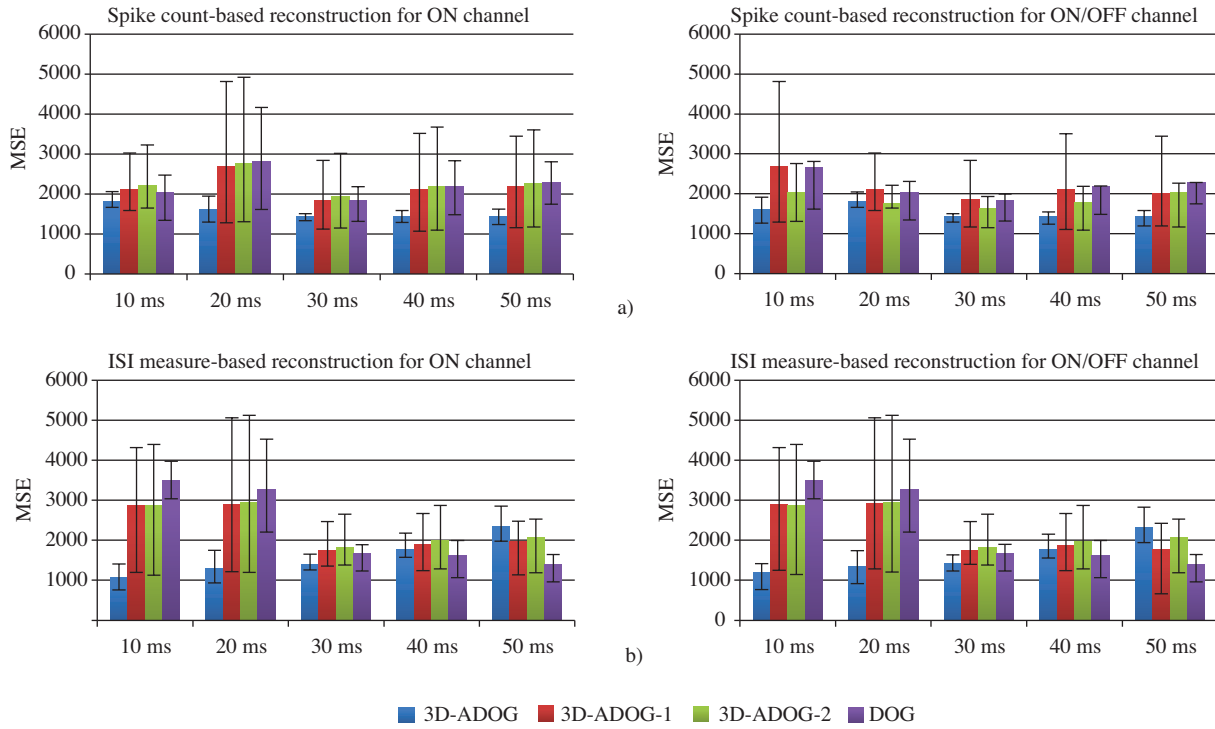 Spike count-based reconstruction for ON channel
6000
5000
4000
3000
2000
1000
0
MSE
10 ms 20 ms 30 ms 40 ms 50 ms
Spike count-based reconstruction for ON/OFF channel
6000
5000
4000
3000
2000
1000
0
MSE
10 ms 20 ms 30 ms 40 ms 50 ms
a)
ISI measure-based reconstruction for ON channel
6000
5000
4000
3000
2000
1000
MSE
10 ms 20 ms 30 ms 40 ms 50 ms
ISI measure-based reconstruction for ON/OFF channel
6000
5000
4000
3000
2000
1000
0
MSE
10 ms 20 ms 30 ms 40 ms 50 ms
b)
3D-ADOG 3D-ADOG-1 3D-ADOG-2 DOG